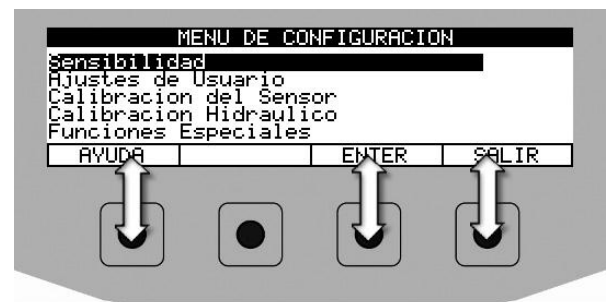 MENU DE CONFIGURACION
Sensibilidad
Ajustes de Usuario
Calibracion del Sensor
Calibracion Hidraulico
Funciones Especiales
AYUDA ENTER SALIR